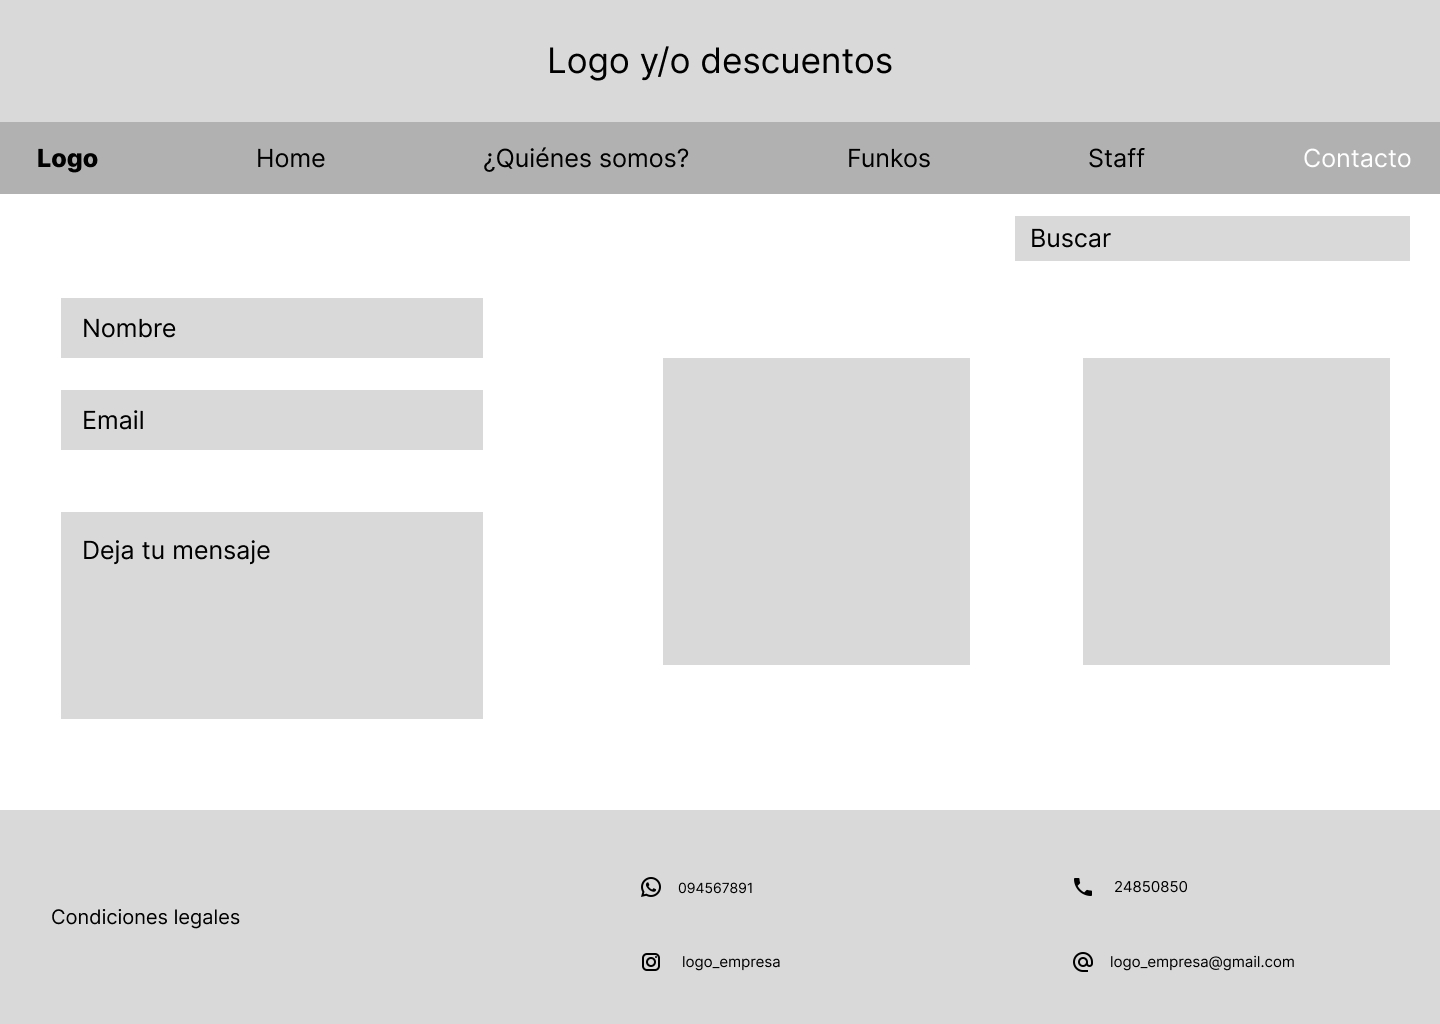 Logo y/o descuentos
Logo Home ¿Quiénes somos? Funkos Staff Contacto
Buscar
Nombre
Email
Deja tu mensaje
Condiciones legales
094567891
24850850
logo_empresa
logo_empresa@gmail.com